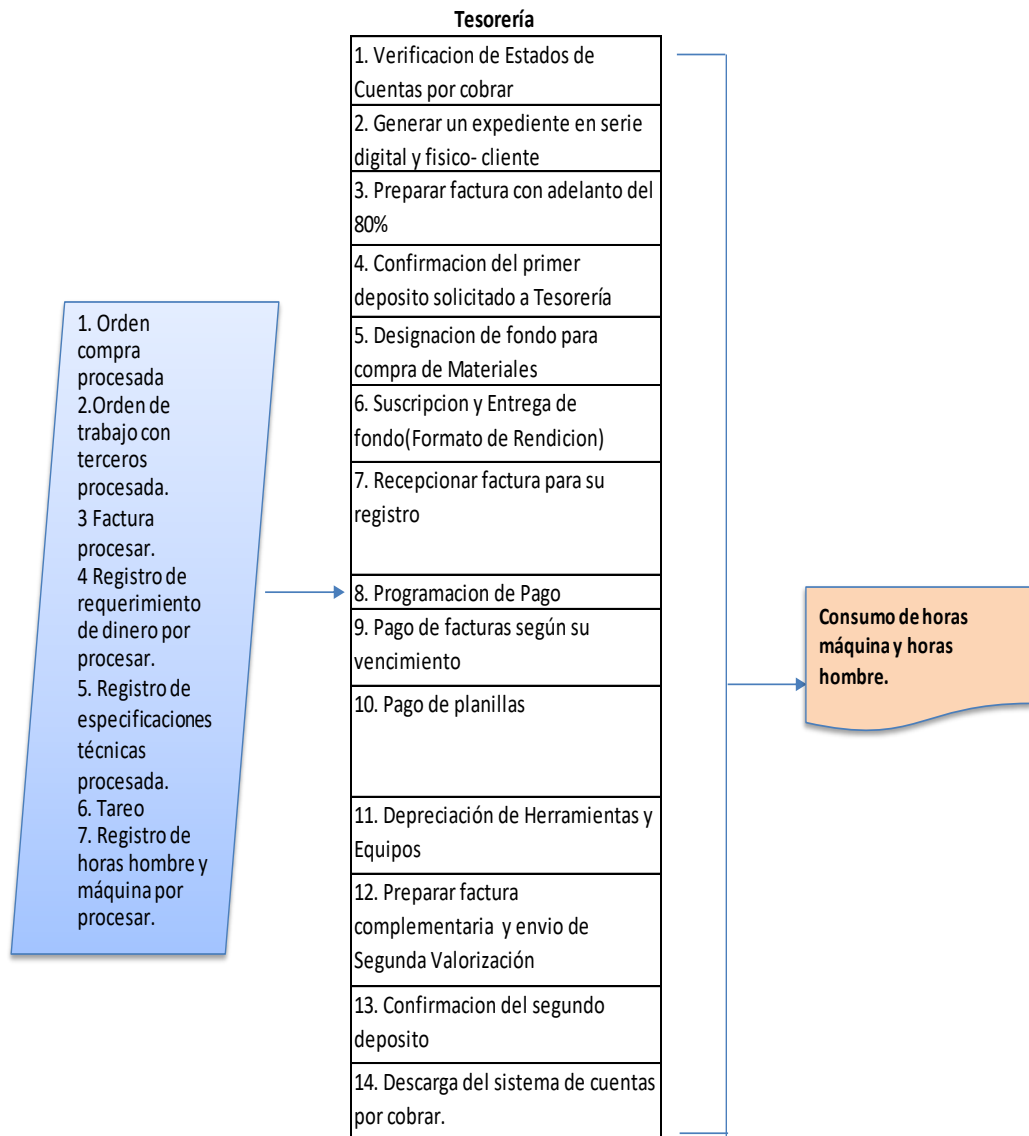 Tesorería
1. Verificacion de Estados de
Cuentas por cobrar
2. Generar un expediente en serie
digital y fisico- cliente
3. Preparar factura con adelanto del
80%
4. Confirmacion del primer
deposito solicitado a Tesorería
5. Designacion de fondo para
compra de Materiales
6. Suscripcion y Entrega de
fondo(Formato de Rendicion)
7. Recepcionar factura para su
registro
8. Programacion de Pago
9. Pago de facturas según su
vencimiento
10. Pago de planillas
11. Depreciación de Herramientas y
Equipos
12. Preparar factura
complementaria y envio de
Segunda Valorización
13. Confirmacion del segundo
deposito
14. Descarga del sistema de cuentas
por cobrar.
1. Orden
compra
procesada
2.Orden de
trabajo con
terceros
procesada.
3 Factura
procesar.
4 Registro de
requerimiento
de dinero por
procesar.
5. Registro de
especificaciones
técnicas
procesada.
6. Tareo
7. Registro de
horas hombre y
máquina por
procesar.
Consumo de horas
máquina y horas
hombre.